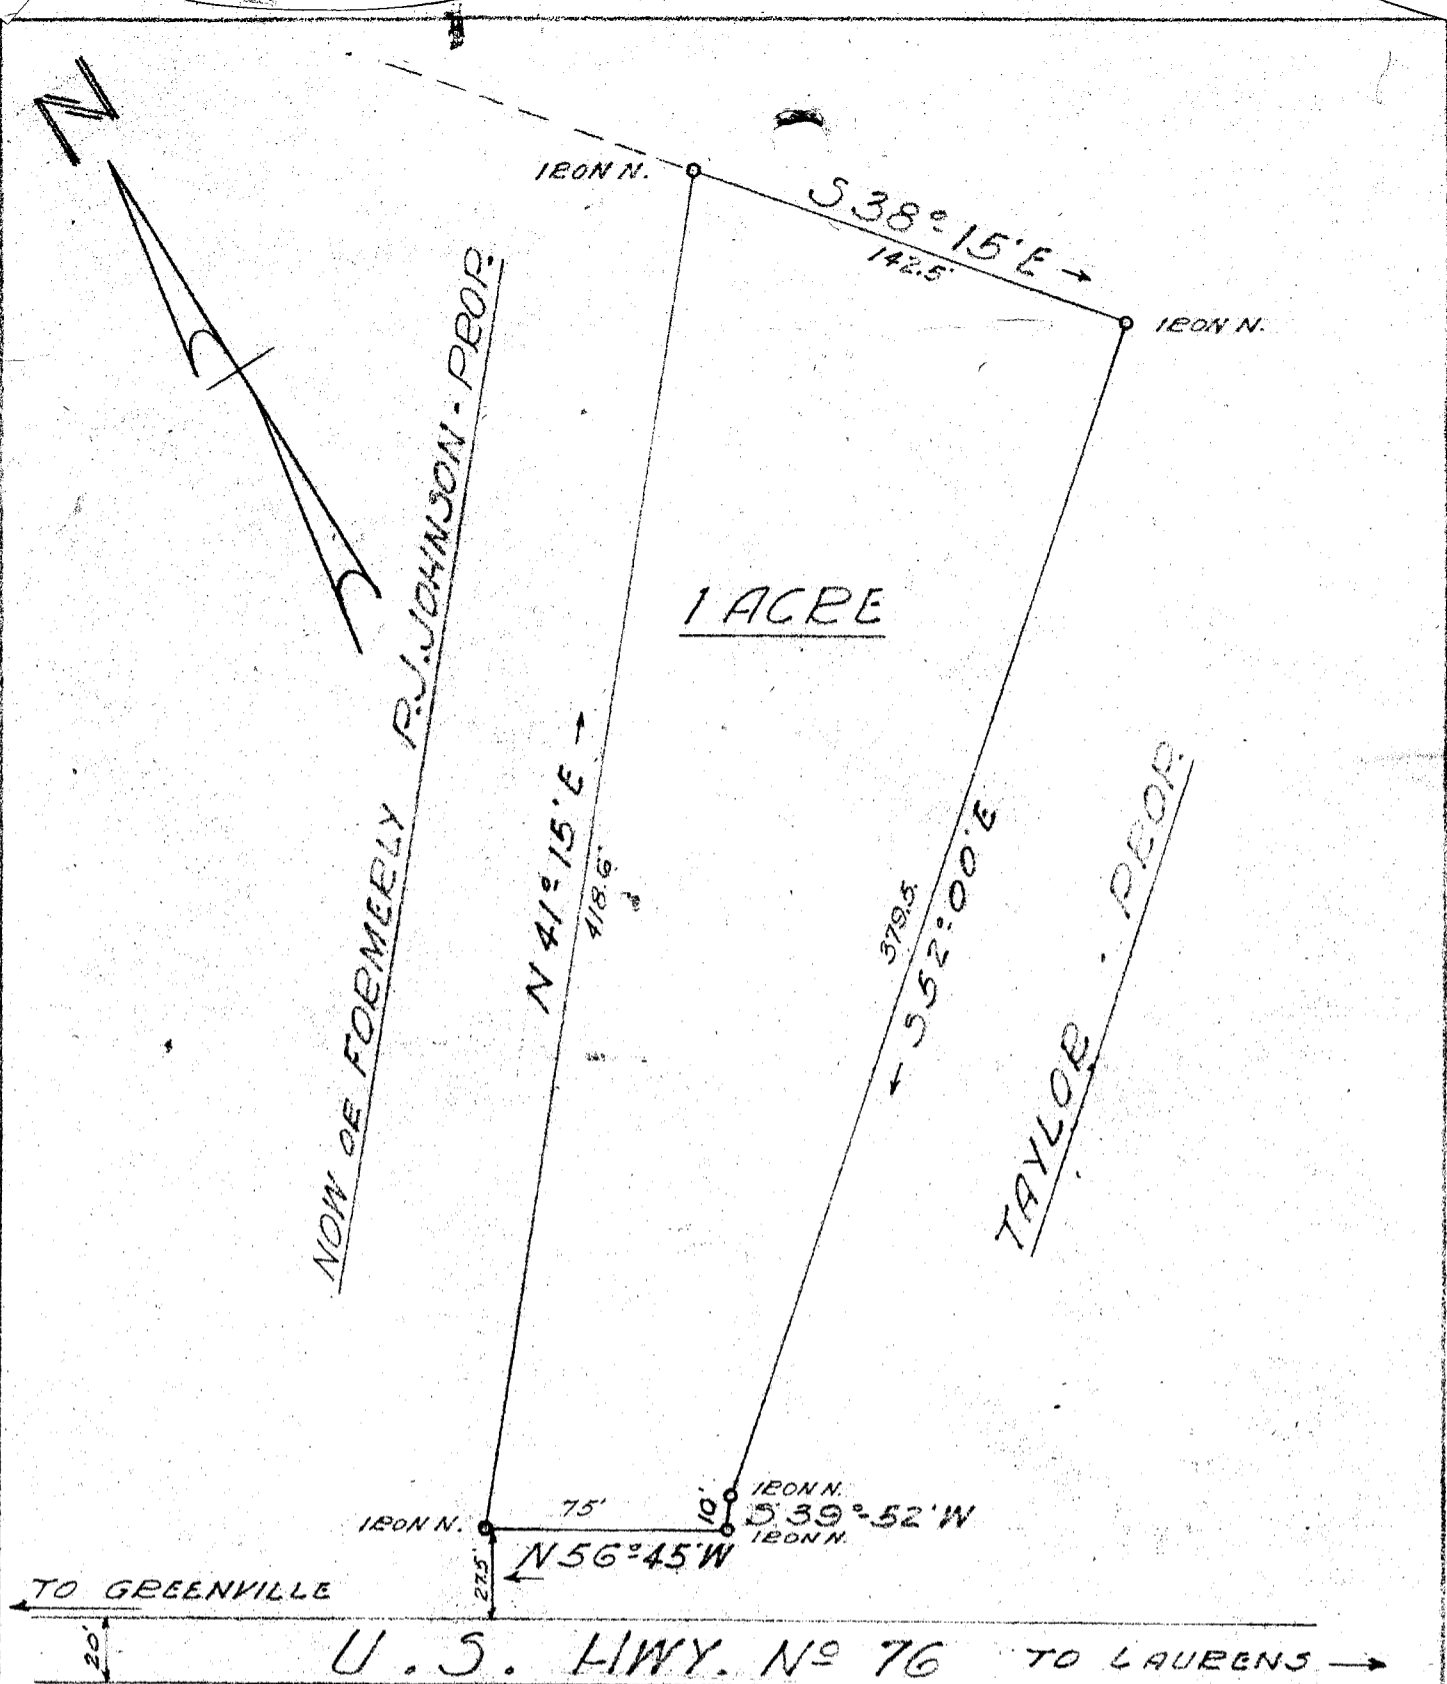 N
IRON N.
S.38°-15'E →
142.5'
IRON N.
NOW OR FORMERLY P.J. JOHNSON - PROP.
1 ACRE
N 41°-15'E →
418.6'
379.5.
← S 52°-00'E
TAYLOR . PROP.
IRON N.
75'
10'
IRON N.
S 39°-52'W
IRON N.
N 56°-45'W
←
27.5'
TO GREENVILLE
←
20'
U. S. HWY. Nº 76 TO LAURENS →